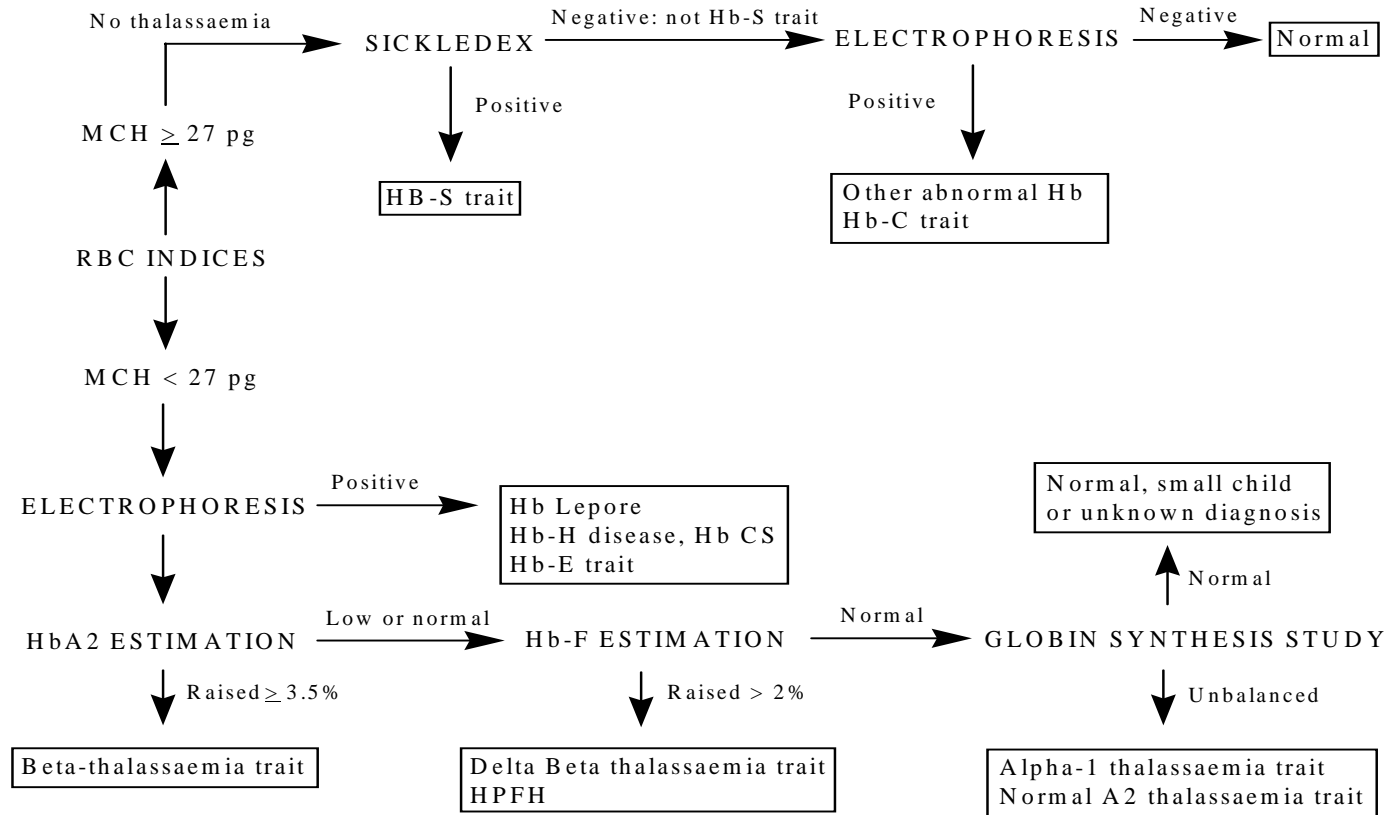 No thalassaemia
SICKLEDEX
Negative: not Hb-S trait
ELECTROPHORESIS
Negative
Normal
Positive
Positive
MCH ≥ 27 pg
HB-S trait
Other abnormal Hb
Hb-C trait
RBC INDICES
MCH < 27 pg
ELECTROPHORESIS
Positive
Hb Lepore
Hb-H disease, Hb CS
Hb-E trait
Normal, small child
or unknown diagnosis
Normal
HbA2 ESTIMATION
Low or normal
Hb-F ESTIMATION
Normal
GLOBIN SYNTHESIS STUDY
Raised ≥ 3.5%
Raised > 2%
Unbalanced
Beta-thalassaemia trait
Delta Beta thalassaemia trait
HPFH
Alpha-1 thalassaemia trait
Normal A2 thalassaemia trait